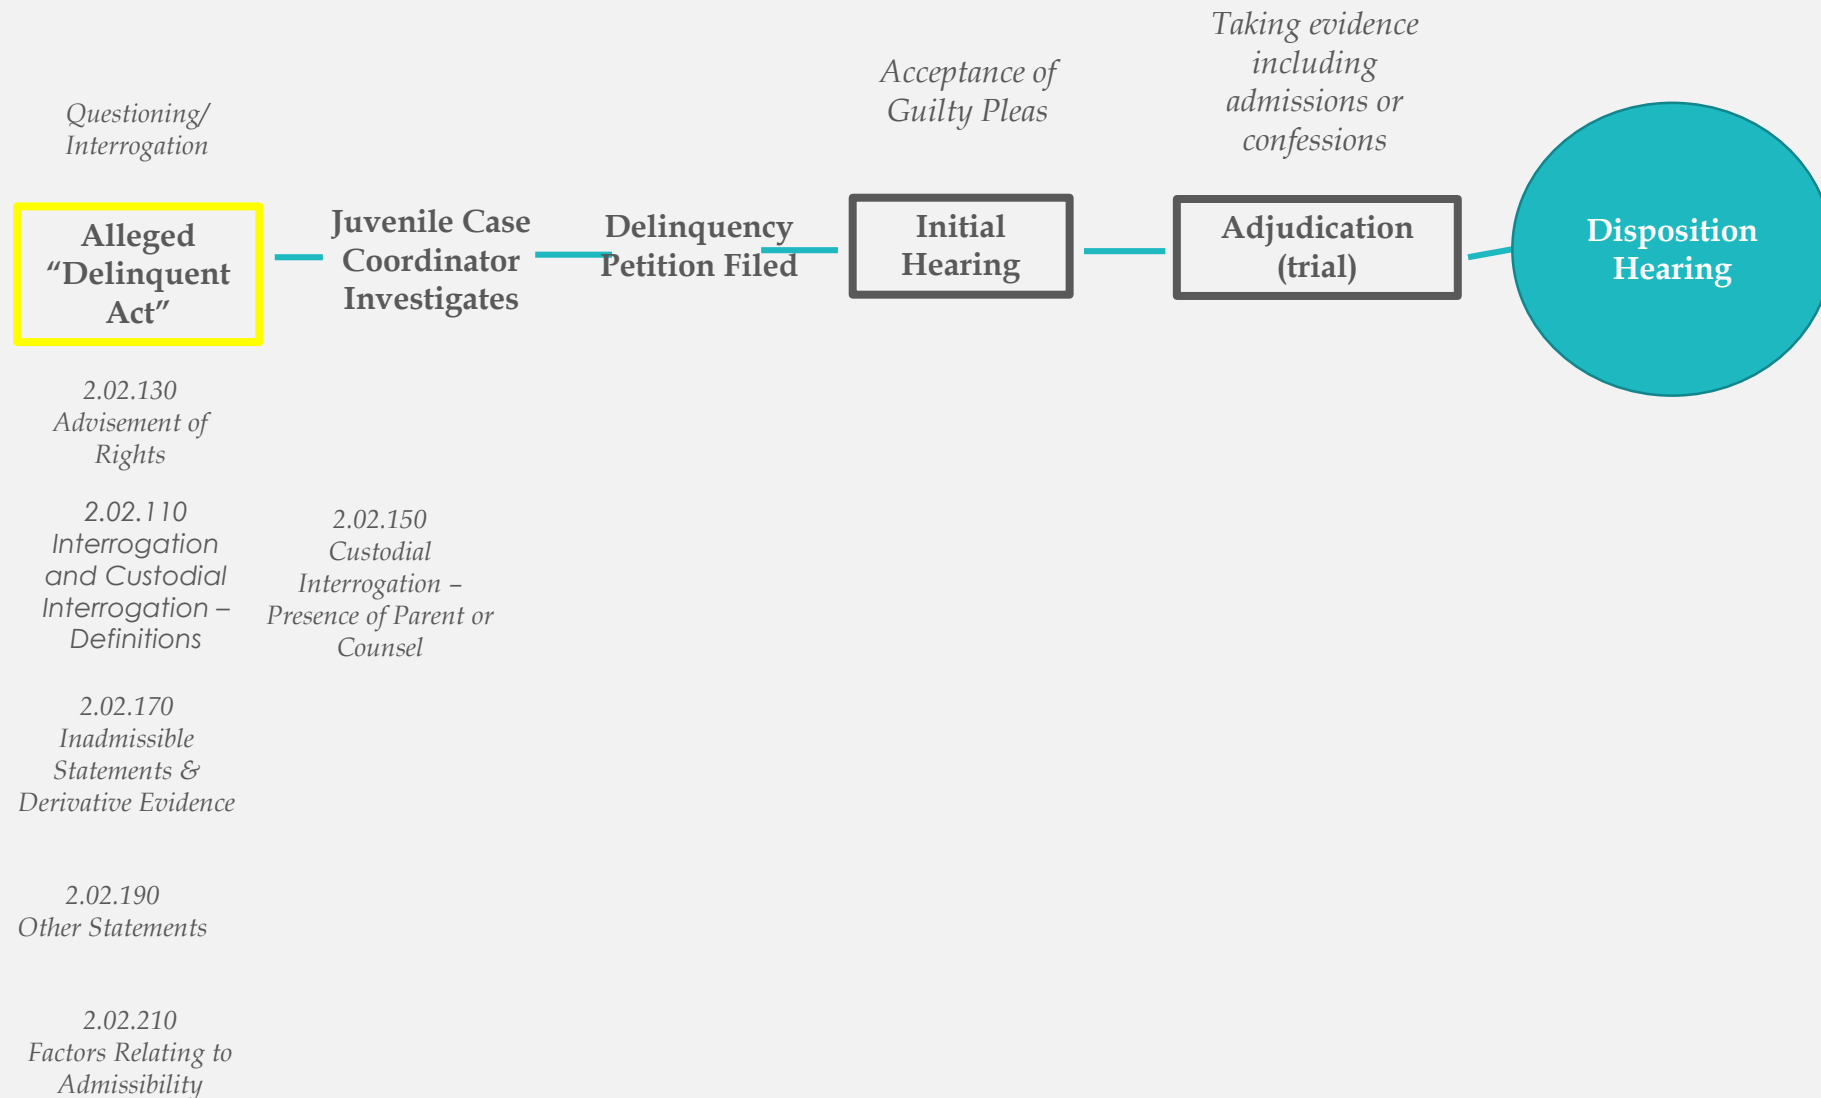 Questioning/
Interrogation
Acceptance of
Guilty Pleas
Taking evidence
including
admissions or
confessions
Alleged
“Delinquent
Act”
Juvenile Case
Coordinator
Investigates
Delinquency
Petition Filed
Initial
Hearing
Adjudication
(trial)
Disposition
Hearing
2.02.130
Advisement of
Rights
2.02.110
Interrogation
and Custodial
Interrogation –
Definitions
2.02.150
Custodial
Interrogation –
Presence of Parent or
Counsel
2.02.170
Inadmissible
Statements &
Derivative Evidence
2.02.190
Other Statements
2.02.210
Factors Relating to
Admissibility